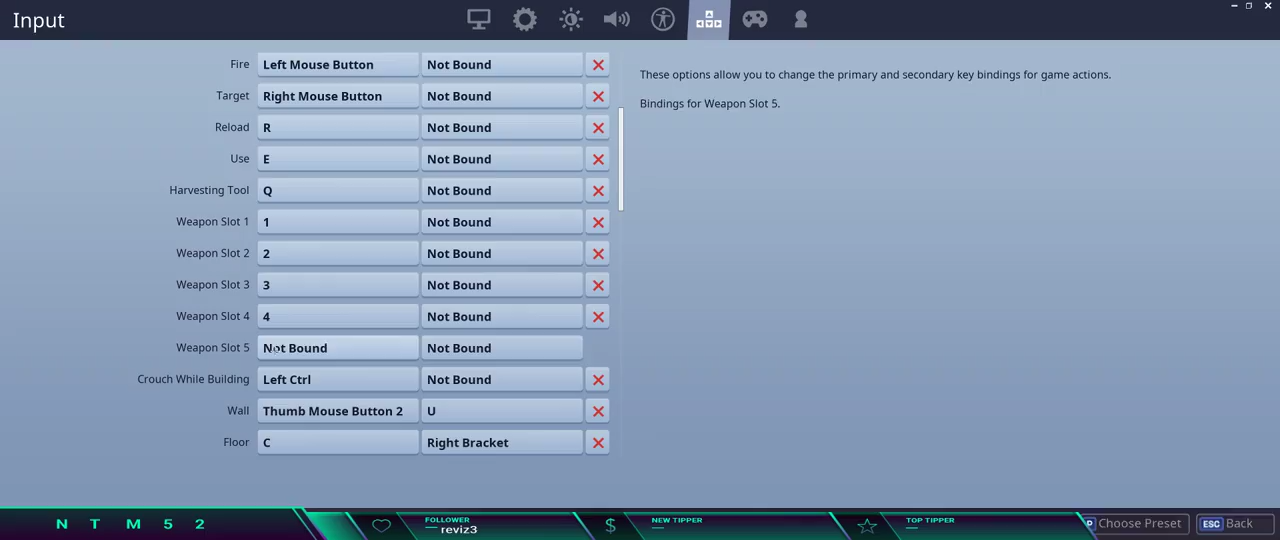 Input
Fire Left Mouse Button Not Bound
These options allow you to change the primary and secondary key bindings for game actions.
Target Right Mouse Button Not Bound
Bindings for Weapon Slot 5.
Reload R Not Bound
Use E Not Bound
Harvesting Tool Q Not Bound
Weapon Slot 1 1 Not Bound
Weapon Slot 2 2 Not Bound
Weapon Slot 3 3 Not Bound
Weapon Slot 4 4 Not Bound
Weapon Slot 5 Not Bound Not Bound
Crouch While Building Left Ctrl Not Bound
Wall Thumb Mouse Button 2 U
Floor C Right Bracket
NTM52
FOLLOWER
reviz3
$
NEW TIPPER
TOP TIPPER
P Choose Preset
ESC Back